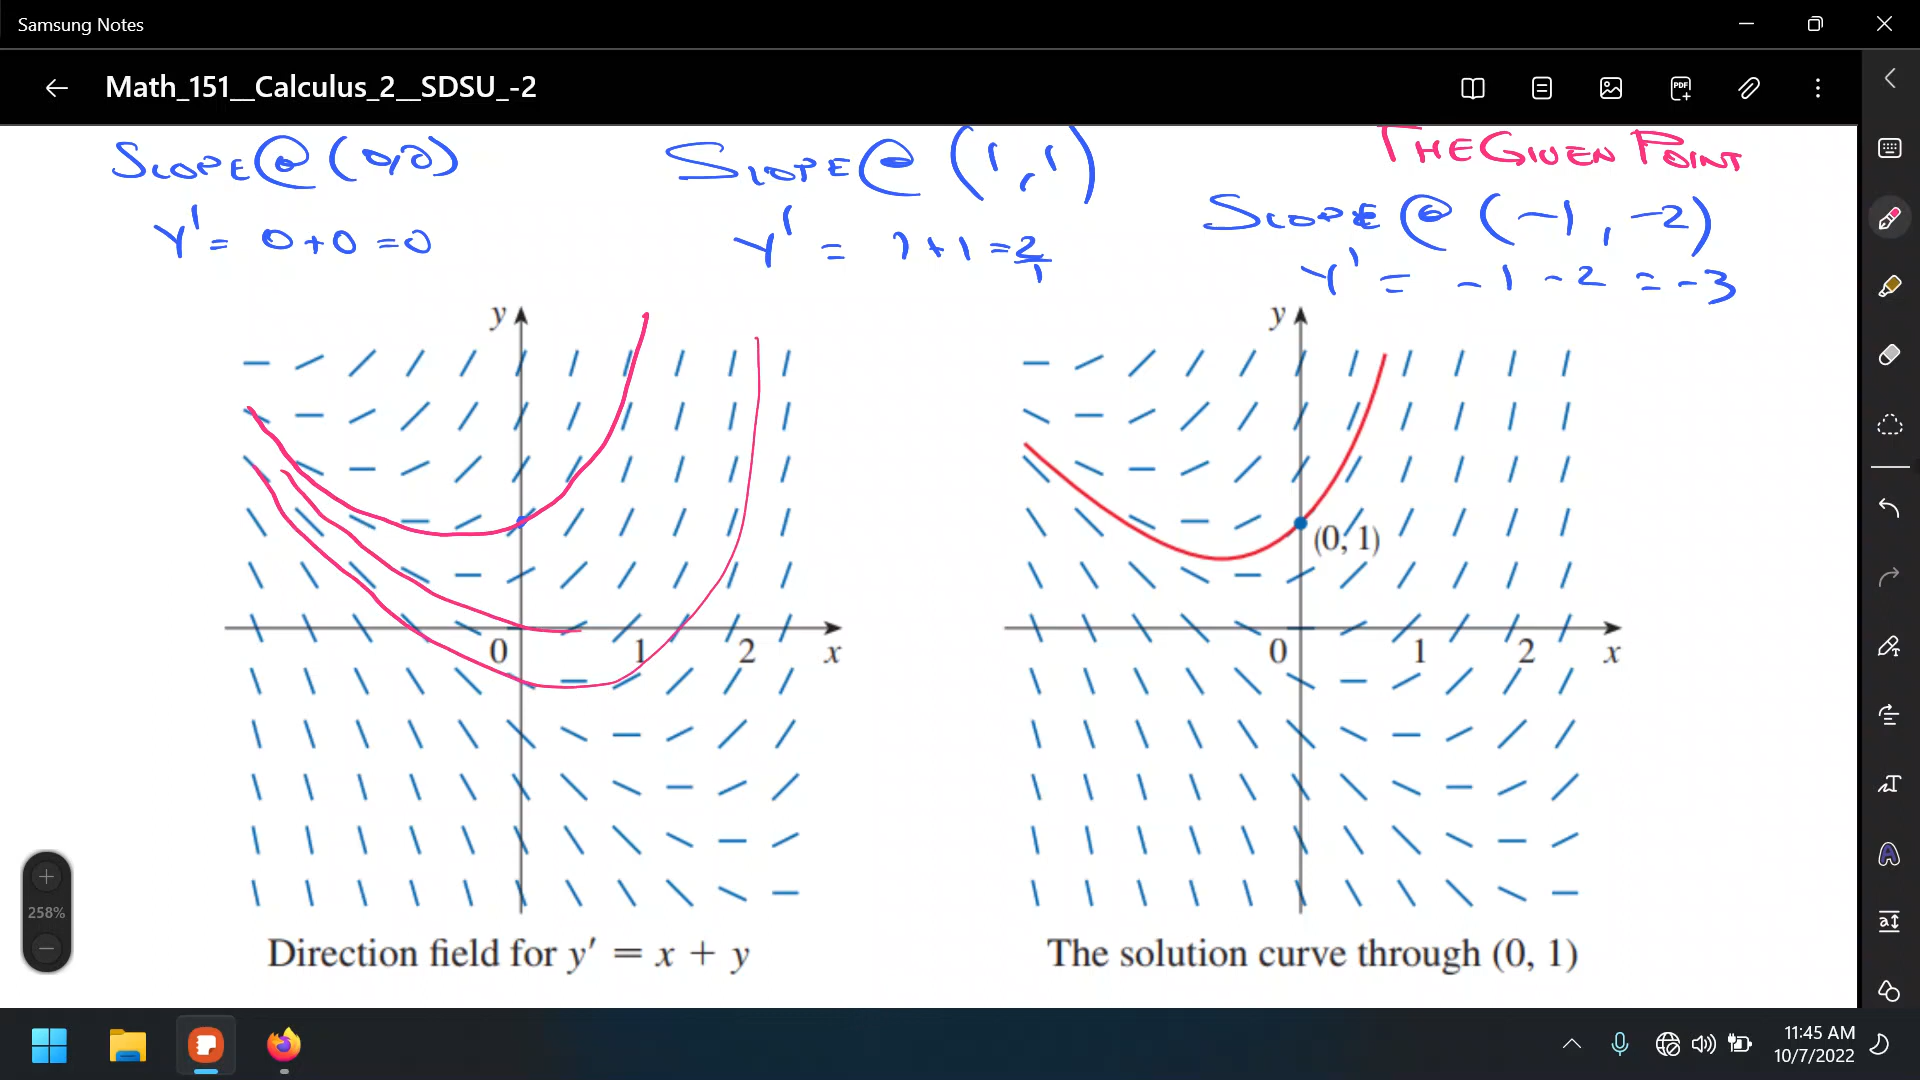 Samsung Notes
Math_151__Calculus_2__SDSU_-2
SLOPE @ (0,0)
Y' = 0+0 =0
SLOPE @ (1,1)
Y' = 1+1 = 2/1
THE GIVEN POINT
SLOPE @ (-1,-2)
Y' = -1-2 = -3
y
0
1
2
x
Direction field for y′ = x + y
y
(0, 1)
0
1
2
x
The solution curve through (0, 1)
258%
PDF
11:45 AM
10/7/2022